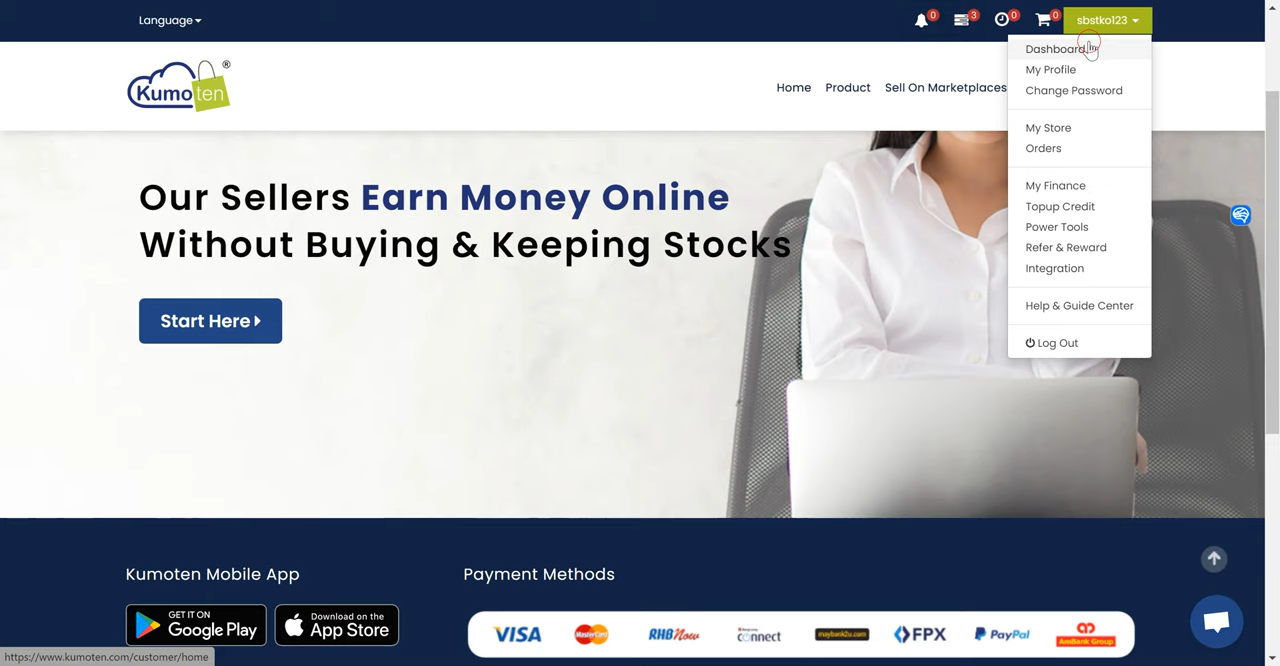 Language
0
3
0
0
sbstko123
Kumoten
®
Home
Product
Sell On Marketplaces
Dashboard
My Profile
Change Password
My Store
Orders
My Finance
Topup Credit
Power Tools
Refer & Reward
Integration
Help & Guide Center
Log Out
Our Sellers Earn Money Online
Without Buying & Keeping Stocks
Start Here
Kumoten Mobile App
Payment Methods
GET IT ON
Google Play
Download on the
App Store
VISA
MasterCard
RHB Now
connect
maybank2u.com
FPX
PayPal
AmBank Group
https://www.kumoten.com/customer/home